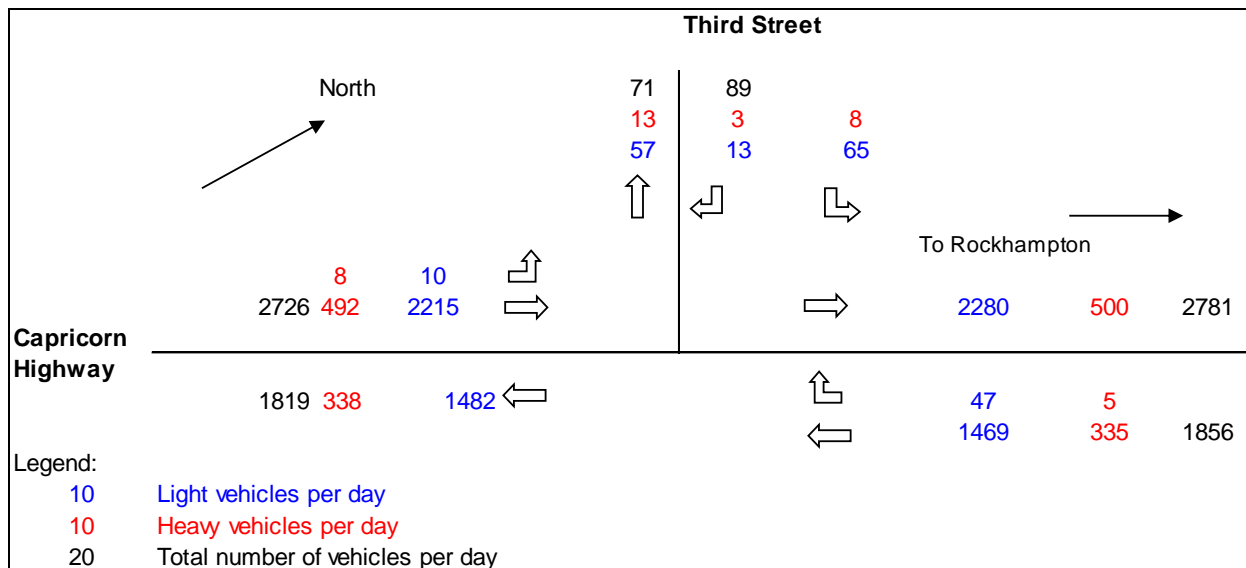 Third Street
North 71 89
13 3 8
57 13 65
To Rockhampton
8 10
2726 492 2215 2280 500 2781
Capricorn
Highway
1819 338 1482 47 5
1469 335 1856
Legend:
10 Light vehicles per day
10 Heavy vehicles per day
20 Total number of vehicles per day